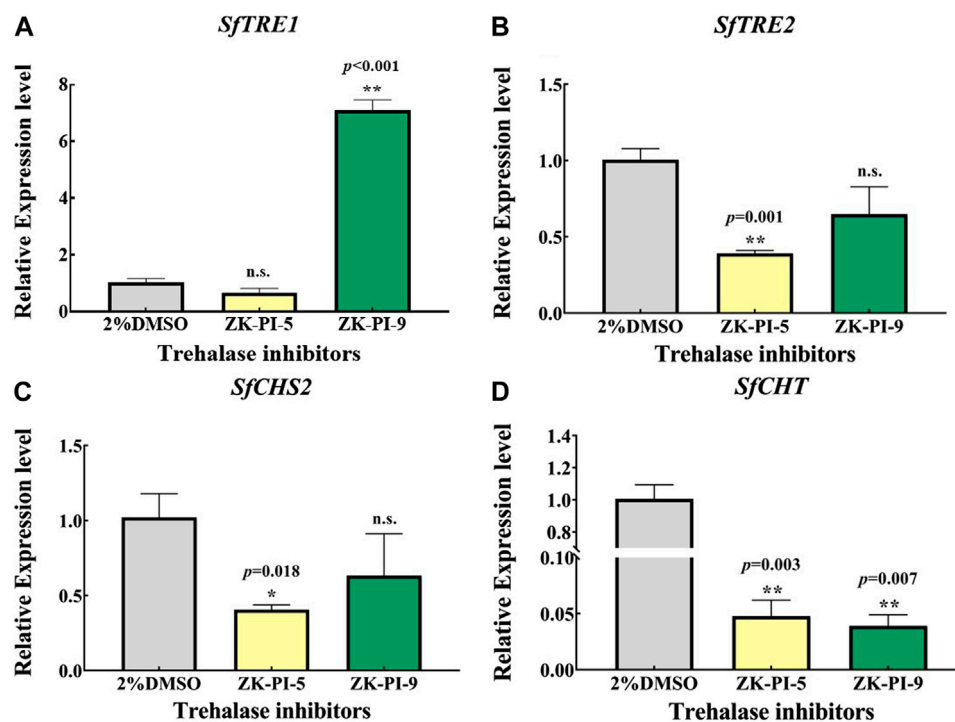 A
SfTRE1
Relative Expression level
8
6
4
2
0
p<0.001
**
n.s.
2%DMSO ZK-PI-5 ZK-PI-9
Trehalase inhibitors
B
SfTRE2
Relative Expression level
1.5
1.0
0.5
0.0
p=0.001
**
n.s.
2%DMSO ZK-PI-5 ZK-PI-9
Trehalase inhibitors
C
SfCHS2
Relative Expression level
1.5
1.0
0.5
0.0
p=0.018
*
n.s.
2%DMSO ZK-PI-5 ZK-PI-9
Trehalase inhibitors
D
SfCHT
Relative Expression level
1.4
1.2
1.0
0.8
0.10
0.05
0.00
p=0.003
**
p=0.007
**
2%DMSO ZK-PI-5 ZK-PI-9
Trehalase inhibitors